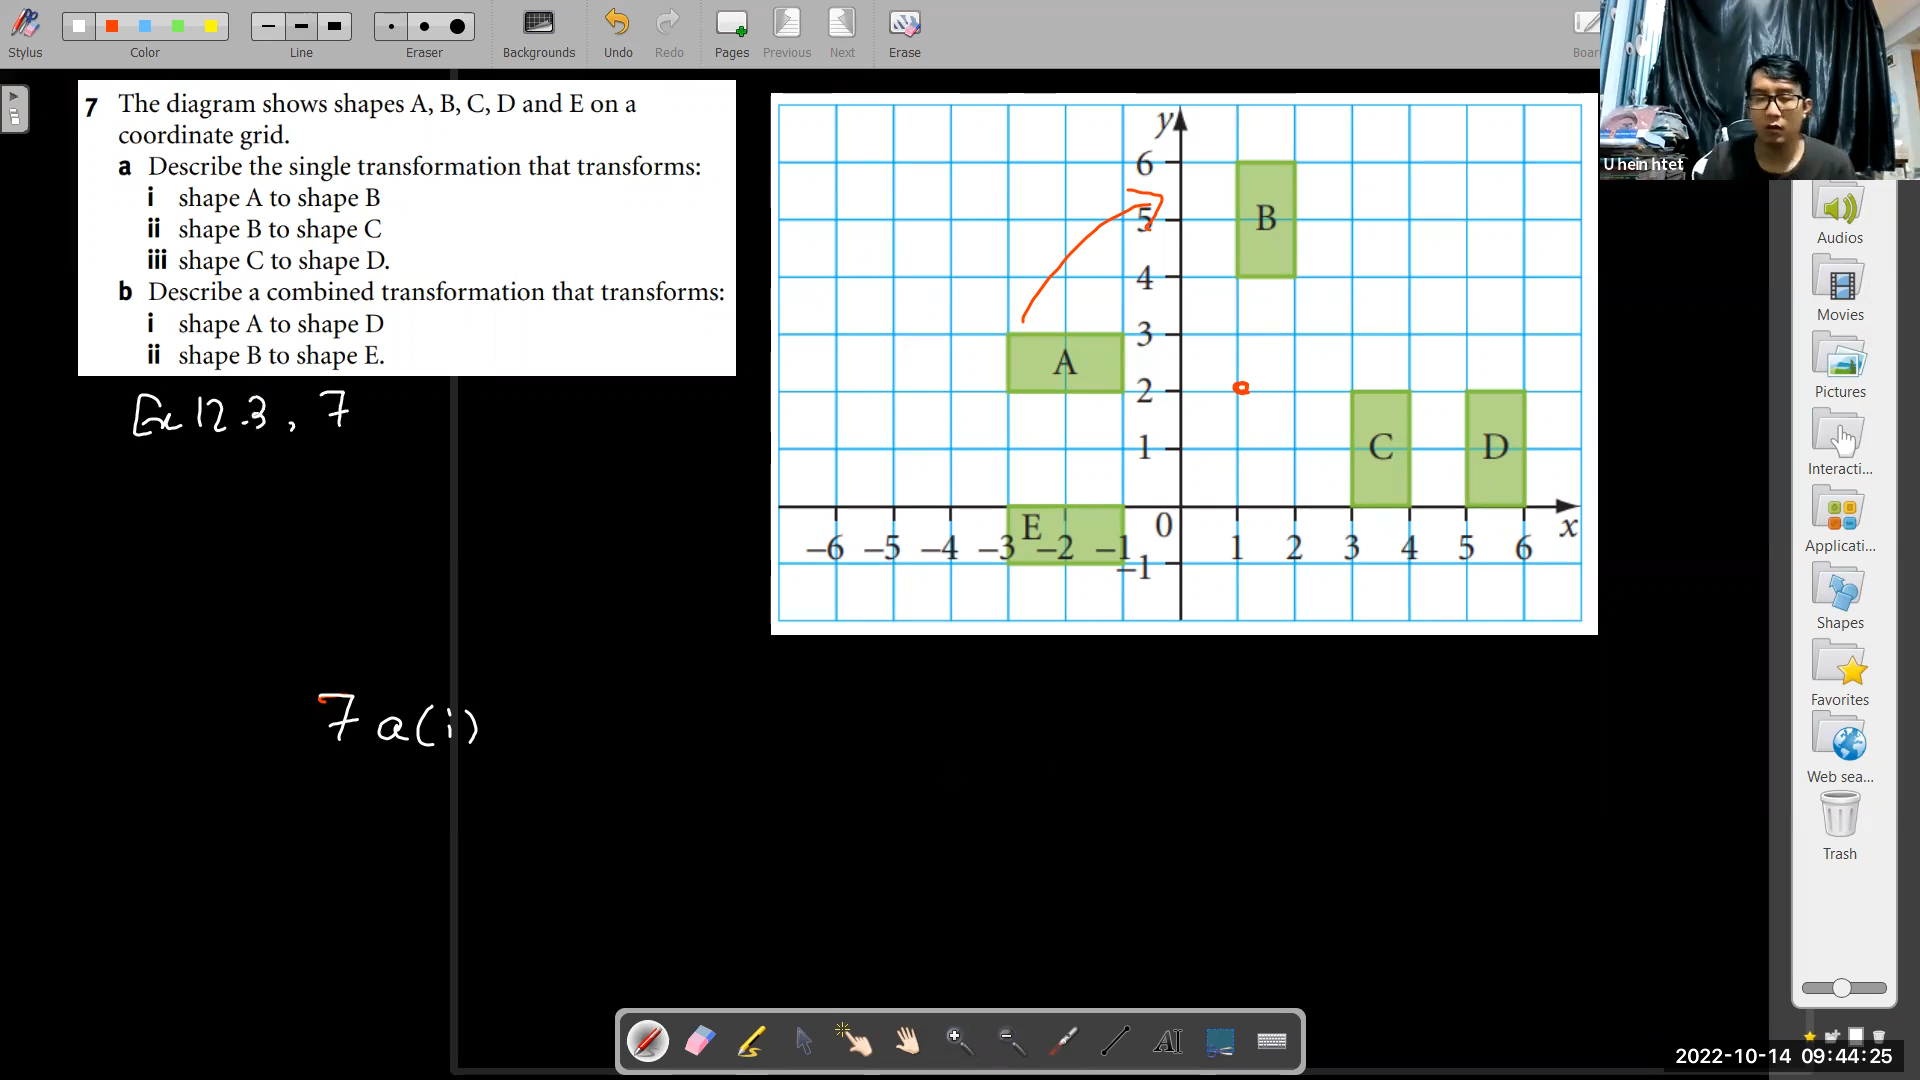 Stylus
Color
Line
Eraser
Backgrounds
Undo
Redo
Pages
Previous
Next
Erase
U hein htet
7 The diagram shows shapes A, B, C, D and E on a
coordinate grid.
a Describe the single transformation that transforms:
i shape A to shape B
ii shape B to shape C
iii shape C to shape D.
b Describe a combined transformation that transforms:
i shape A to shape D
ii shape B to shape E.
Ex 12.3, 7
7 a(i)
y
6
5
4
3
2
1
B
A
C
D
E
0
x
–6 –5 –4 –3 –2 –1 1 2 3 4 5 6
–1
Audios
Movies
Pictures
Interacti...
Applicati...
Shapes
Favorites
Web sea...
Trash
AI
2022-10-14 09:44:25